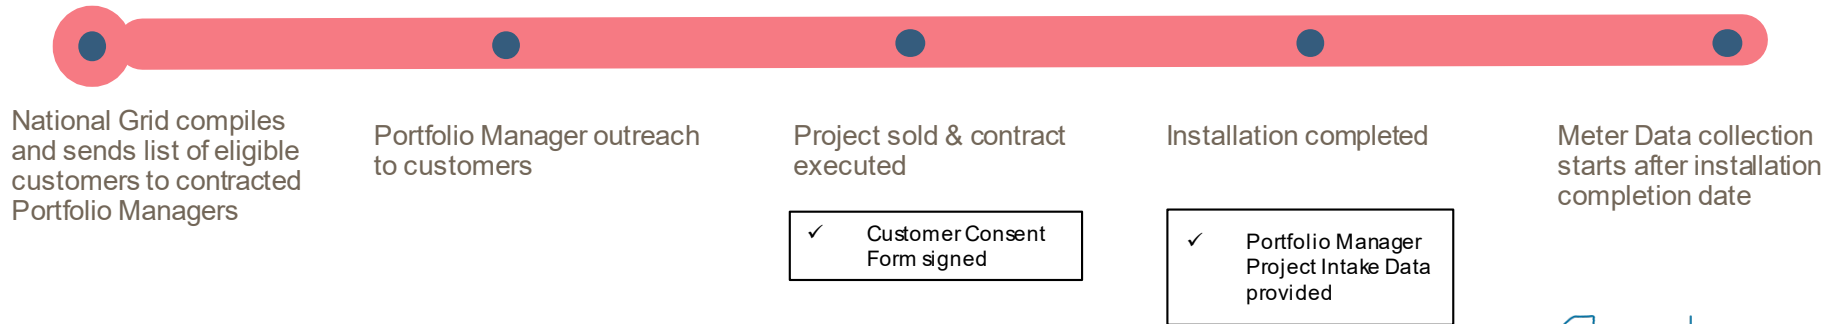 National Grid compiles
and sends list of eligible
customers to contracted
Portfolio Managers
Portfolio Manager outreach
to customers
Project sold & contract
executed
✓ Customer Consent
Form signed
Installation completed
✓ Portfolio Manager
Project Intake Data
provided
Meter Data collection
starts after installation
completion date